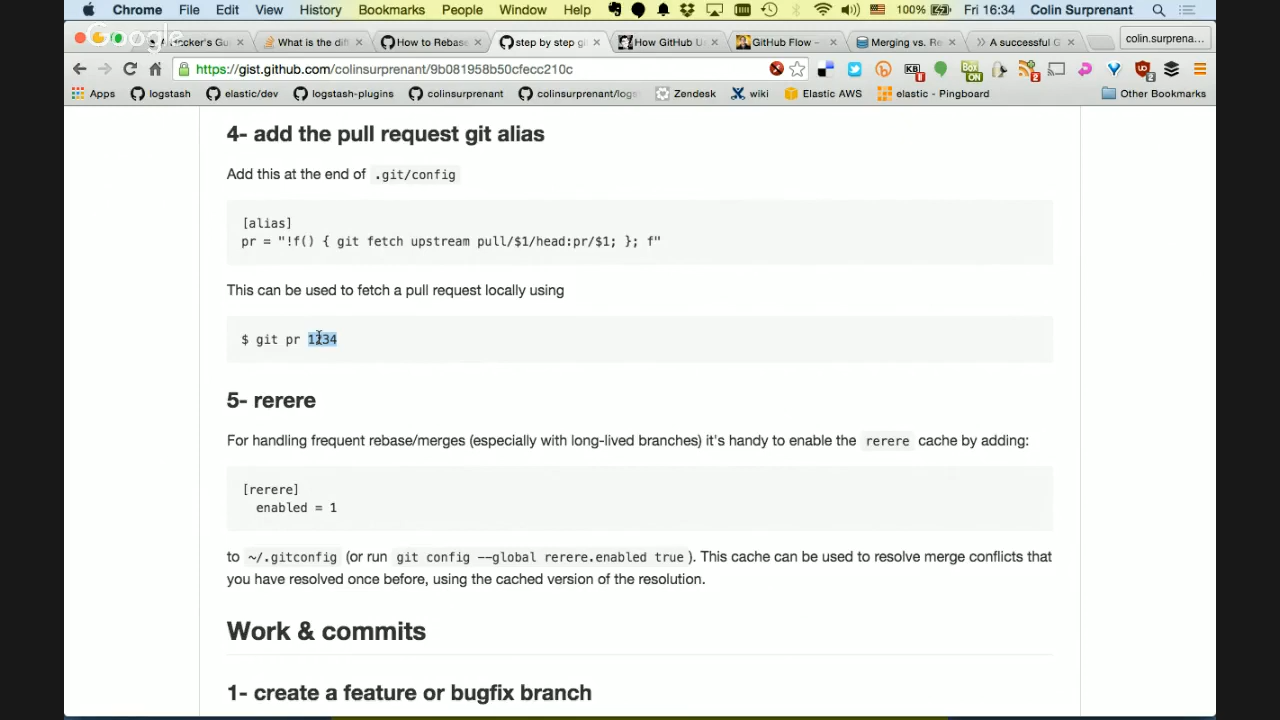 Chrome File Edit View History Bookmarks People Window Help 100% Fri 16:34 Colin Surprenant
Google
cker's Gu What is the dif How to Rebas step by step gi How GitHub U GitHub Flow – Merging vs. Re A successful G colin.surprena...
https://gist.github.com/colinsurprenant/9b081958b50cfecc210c
Apps logstash elastic/dev logstash-plugins colinsurprenant colinsurprenant/logs Zendesk wiki Elastic AWS elastic - Pingboard Other Bookmarks
4- add the pull request git alias
Add this at the end of .git/config
[alias]
pr = "!f() { git fetch upstream pull/$1/head:pr/$1; }; f"
This can be used to fetch a pull request locally using
$ git pr 1234
5- rerere
For handling frequent rebase/merges (especially with long-lived branches) it's handy to enable the rerere cache by adding:
[rerere]
enabled = 1
to ~/.gitconfig (or run git config --global rerere.enabled true ). This cache can be used to resolve merge conflicts that
you have resolved once before, using the cached version of the resolution.
Work & commits
1- create a feature or bugfix branch